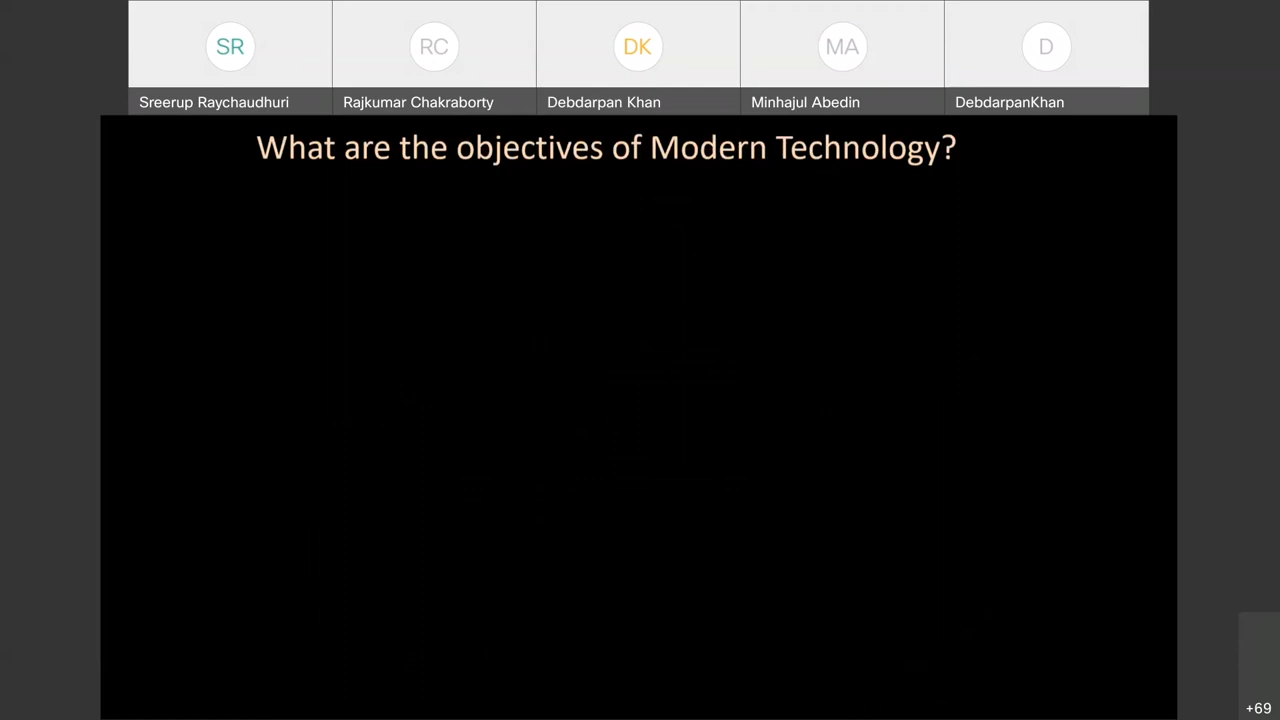 SR RC DK MA D
Sreerup Raychaudhuri Rajkumar Chakraborty Debdarpan Khan Minhajul Abedin DebdarpanKhan
What are the objectives of Modern Technology?
+69